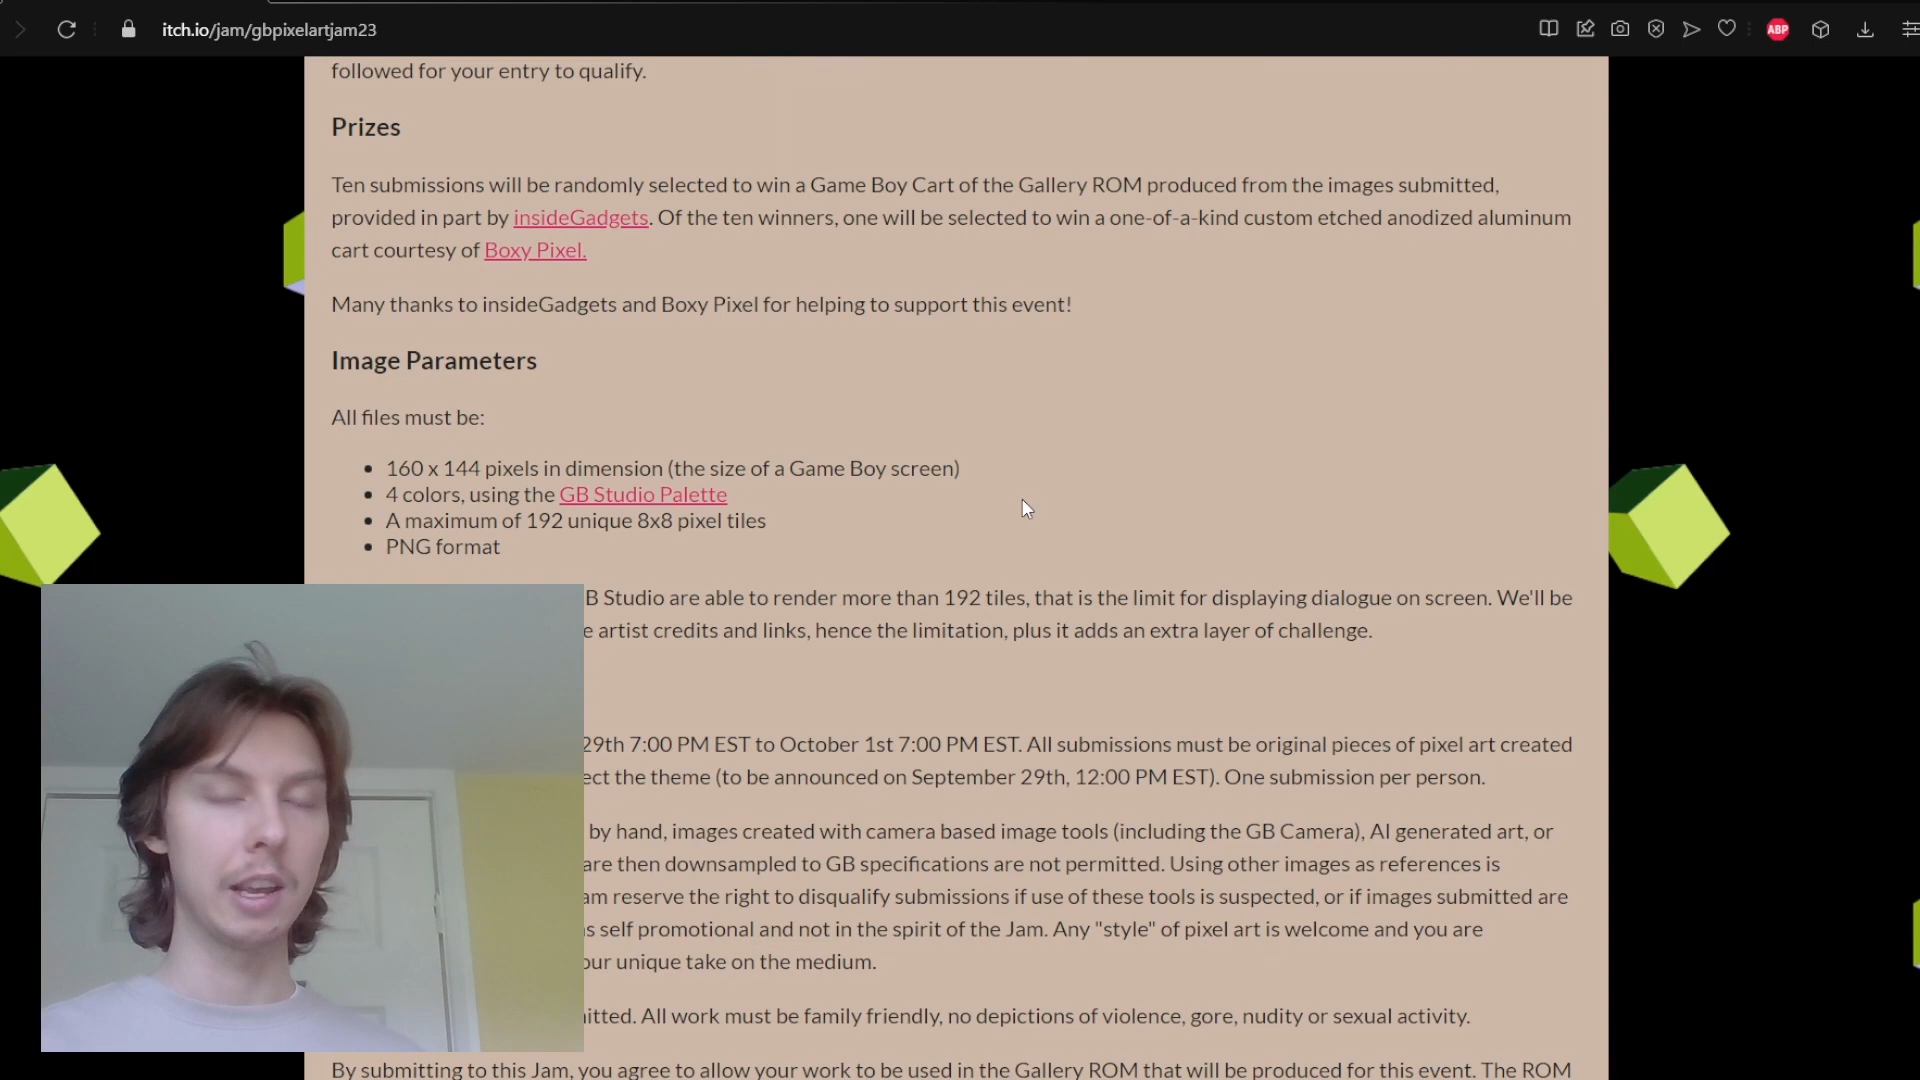 itch.io/jam/gbpixelartjam23
ABP
followed for your entry to qualify.
Prizes
Ten submissions will be randomly selected to win a Game Boy Cart of the Gallery ROM produced from the images submitted,
provided in part by insideGadgets. Of the ten winners, one will be selected to win a one-of-a-kind custom etched anodized aluminum
cart courtesy of Boxy Pixel.
Many thanks to insideGadgets and Boxy Pixel for helping to support this event!
Image Parameters
All files must be:
• 160 x 144 pixels in dimension (the size of a Game Boy screen)
• 4 colors, using the GB Studio Palette
• A maximum of 192 unique 8x8 pixel tiles
• PNG format
B Studio are able to render more than 192 tiles, that is the limit for displaying dialogue on screen. We'll be
e artist credits and links, hence the limitation, plus it adds an extra layer of challenge.
29th 7:00 PM EST to October 1st 7:00 PM EST. All submissions must be original pieces of pixel art created
ect the theme (to be announced on September 29th, 12:00 PM EST). One submission per person.
by hand, images created with camera based image tools (including the GB Camera), AI generated art, or
are then downsampled to GB specifications are not permitted. Using other images as references is
am reserve the right to disqualify submissions if use of these tools is suspected, or if images submitted are
s self promotional and not in the spirit of the Jam. Any "style" of pixel art is welcome and you are
our unique take on the medium.
itted. All work must be family friendly, no depictions of violence, gore, nudity or sexual activity.
By submitting to this Jam, you agree to allow your work to be used in the Gallery ROM that will be produced for this event. The ROM